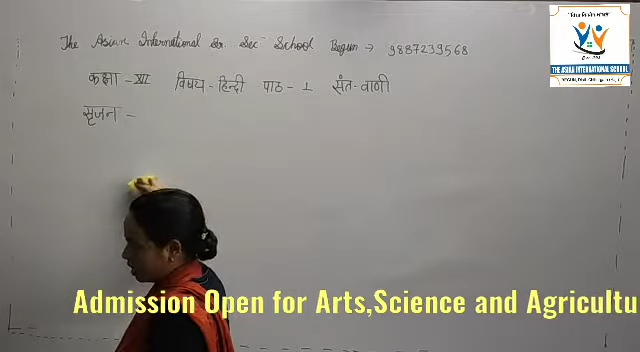 The Asian International Sr. Sec School Begun → 9887239568
कक्षा - XII विषय - हिन्दी पाठ - 1 संत-वाणी
सृजन -
THE ASIAN INTERNATIONAL SCHOOL
Admission Open for Arts,Science and Agricultu